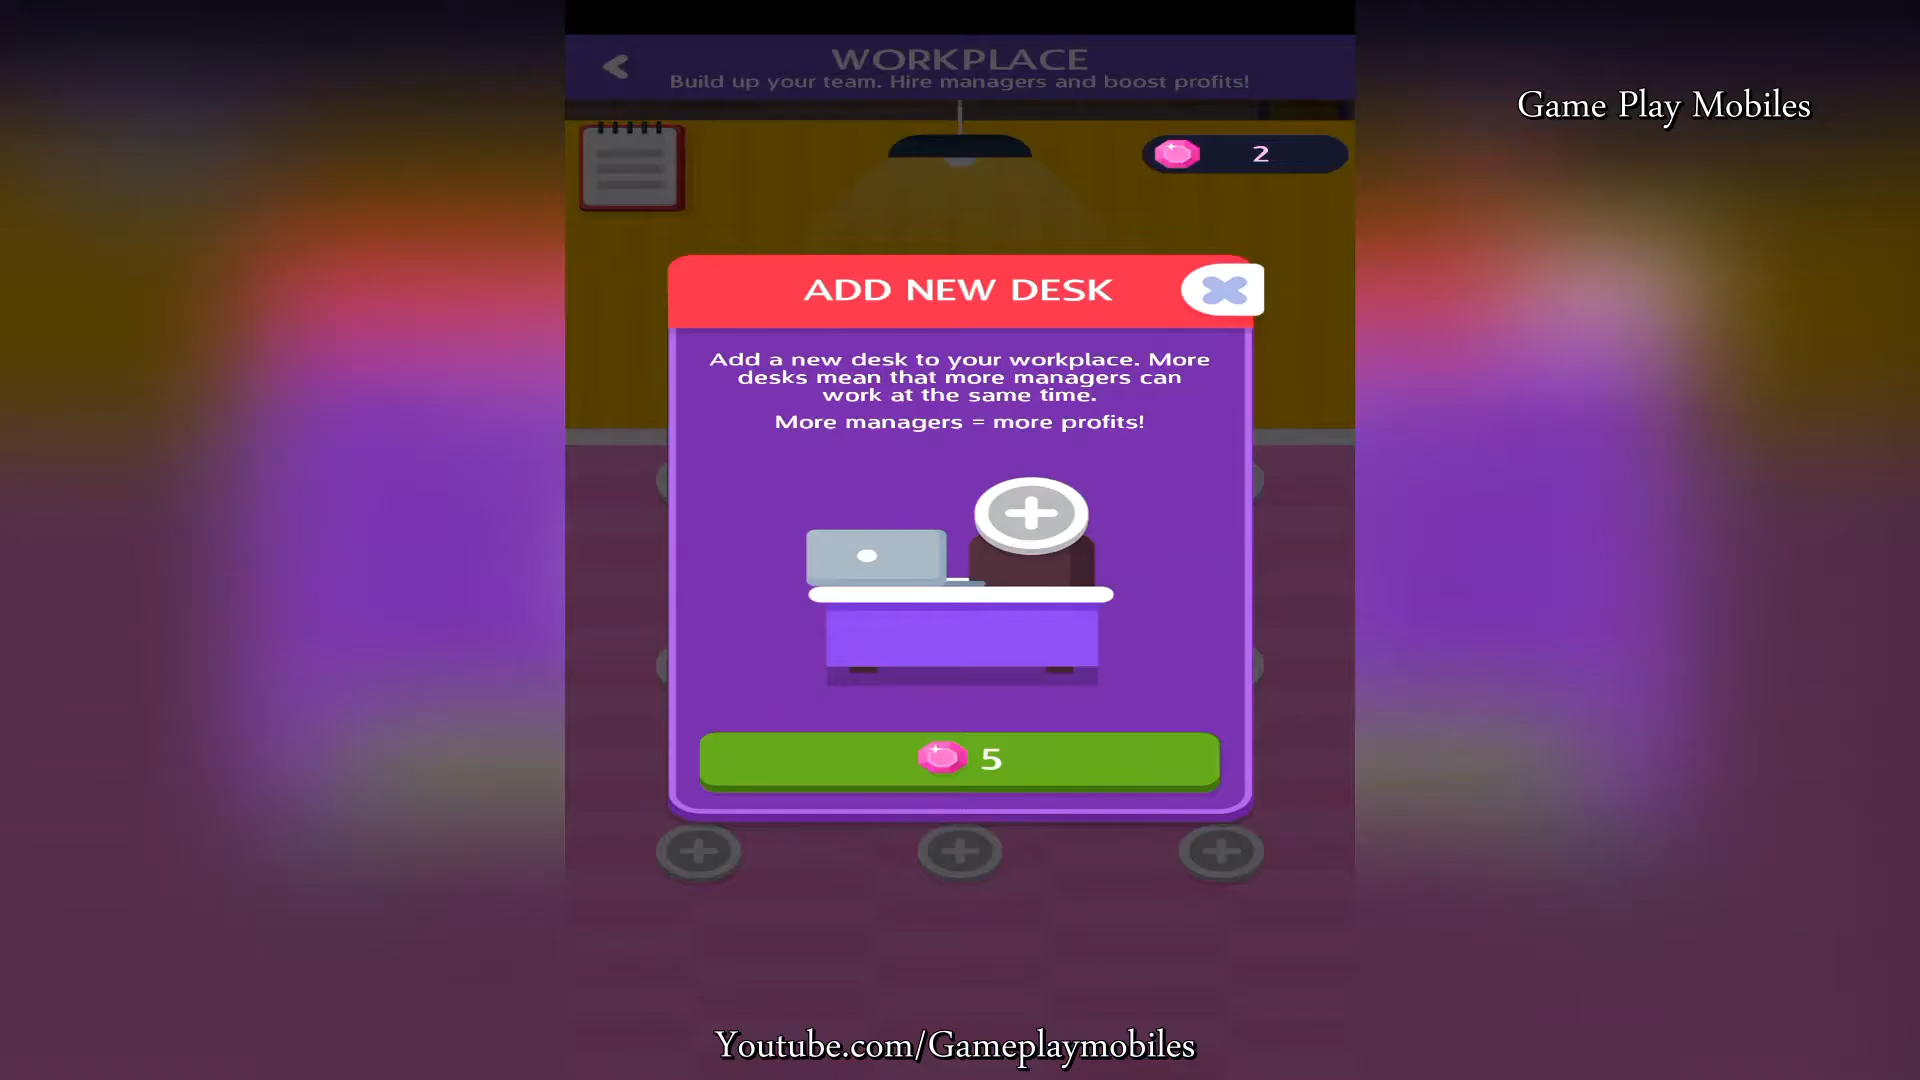 WORKPLACE
Build up your team. Hire managers and boost profits!
Game Play Mobiles
2
ADD NEW DESK
Add a new desk to your workplace. More
desks mean that more managers can
work at the same time.
More managers = more profits!
5
Youtube.com/Gameplaymobiles